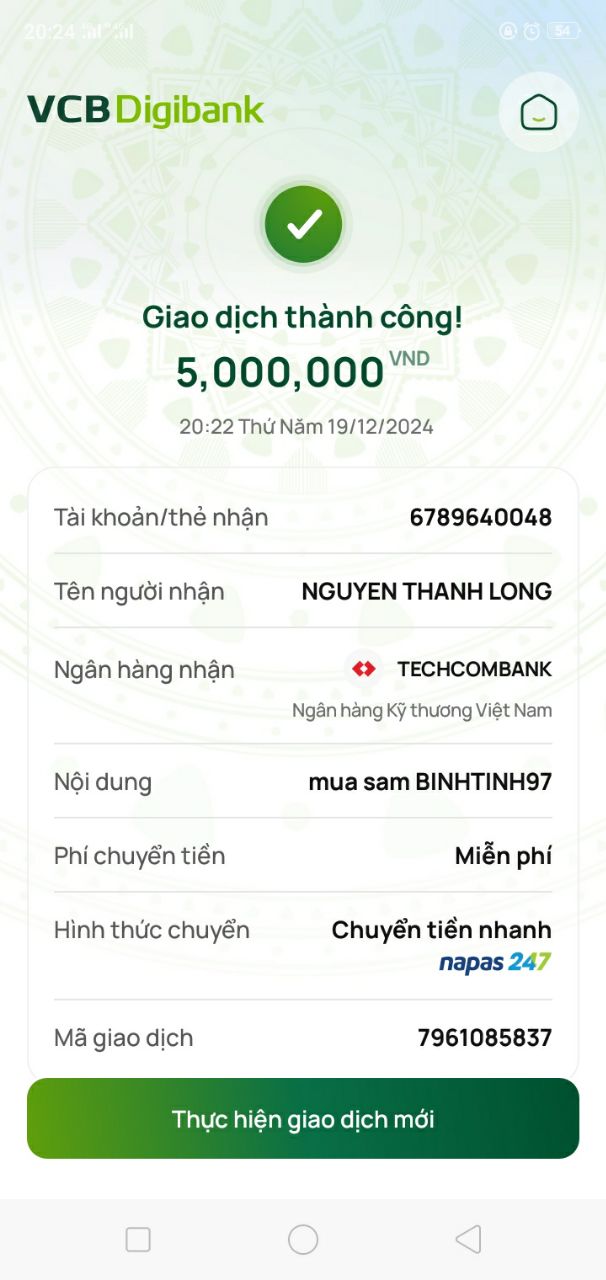 20:24
54
VCB Digibank
Giao dịch thành công!
5,000,000 VND
20:22 Thứ Năm 19/12/2024
Tài khoản/thẻ nhận 6789640048
Tên người nhận NGUYEN THANH LONG
Ngân hàng nhận TECHCOMBANK
Ngân hàng Kỹ thương Việt Nam
Nội dung mua sam BINHTINH97
Phí chuyển tiền Miễn phí
Hình thức chuyển Chuyển tiền nhanh
napas 247
Mã giao dịch 7961085837
Thực hiện giao dịch mới